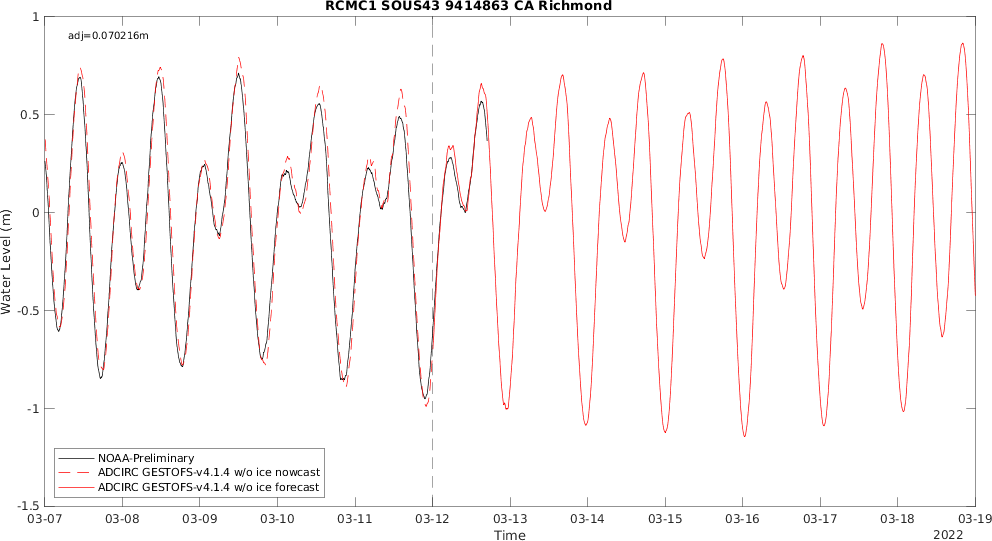 RCMC1 SOUS43 9414863 CA Richmond
adj=0.070216m
1
0.5
0
-0.5
-1
-1.5
Water Level (m)
NOAA-Preliminary
ADCIRC GESTOFS-v4.1.4 w/o ice nowcast
ADCIRC GESTOFS-v4.1.4 w/o ice forecast
03-07 03-08 03-09 03-10 03-11 03-12 03-13 03-14 03-15 03-16 03-17 03-18 03-19
Time
2022